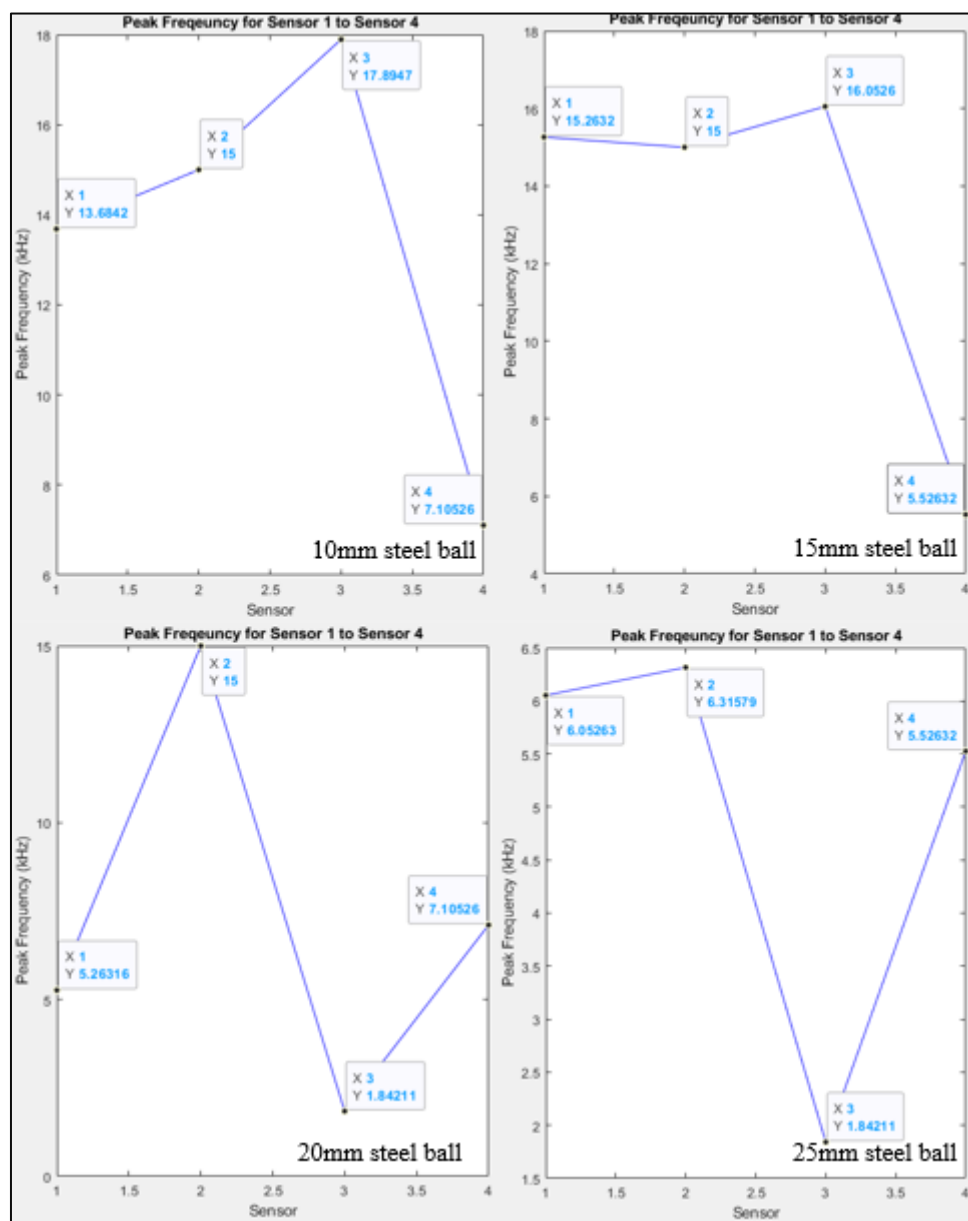 Peak Freqeuncy for Sensor 1 to Sensor 4
Peak Frequency (kHz)
18
16
14
12
10
8
6
X 1
Y 13.6842
X 2
Y 15
X 3
Y 17.8947
X 4
Y 7.10526
10mm steel ball
1 1.5 2 2.5 3 3.5 4
Sensor
Peak Freqeuncy for Sensor 1 to Sensor 4
Peak Frequency (kHz)
18
16
14
12
10
8
6
4
X 1
Y 15.2632
X 2
Y 15
X 3
Y 16.0526
X 4
Y 5.52632
15mm steel ball
1 1.5 2 2.5 3 3.5 4
Sensor
Peak Freqeuncy for Sensor 1 to Sensor 4
Peak Frequency (kHz)
15
10
5
0
X 1
Y 5.26316
X 2
Y 15
X 3
Y 1.84211
X 4
Y 7.10526
20mm steel ball
1 1.5 2 2.5 3 3.5 4
Sensor
Peak Freqeuncy for Sensor 1 to Sensor 4
Peak Frequency (kHz)
6.5
6
5.5
5
4.5
4
3.5
3
2.5
2
1.5
X 1
Y 6.05263
X 2
Y 6.31579
X 3
Y 1.84211
X 4
Y 5.52632
25mm steel ball
1 1.5 2 2.5 3 3.5 4
Sensor